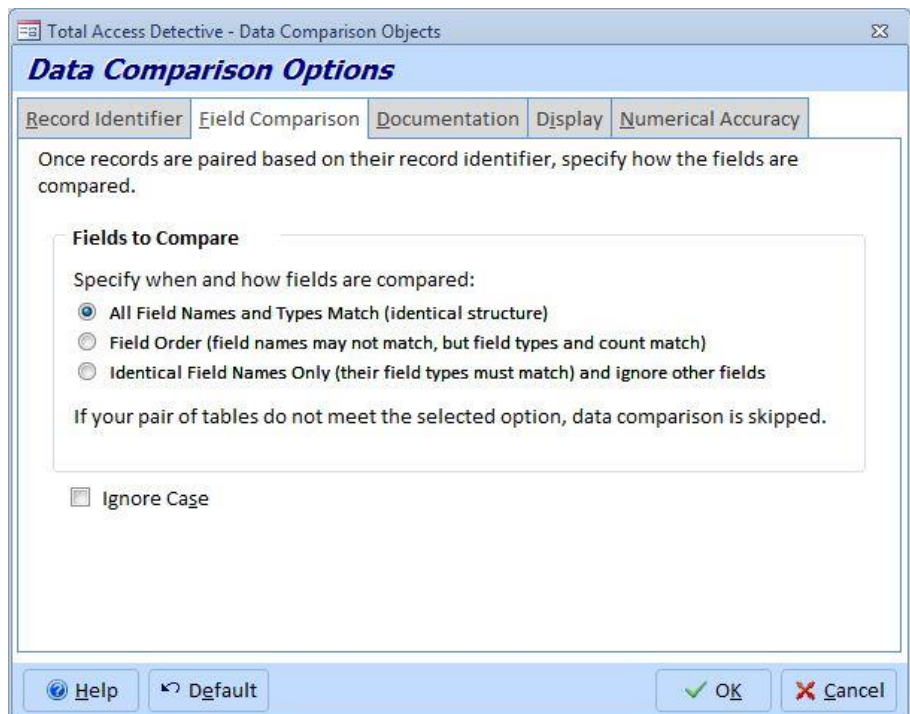 Total Access Detective - Data Comparison Objects
Data Comparison Options
Record Identifier Field Comparison Documentation Display Numerical Accuracy
Once records are paired based on their record identifier, specify how the fields are
compared.
Fields to Compare
Specify when and how fields are compared:
All Field Names and Types Match (identical structure)
Field Order (field names may not match, but field types and count match)
Identical Field Names Only (their field types must match) and ignore other fields
If your pair of tables do not meet the selected option, data comparison is skipped.
Ignore Case
Help Default OK Cancel